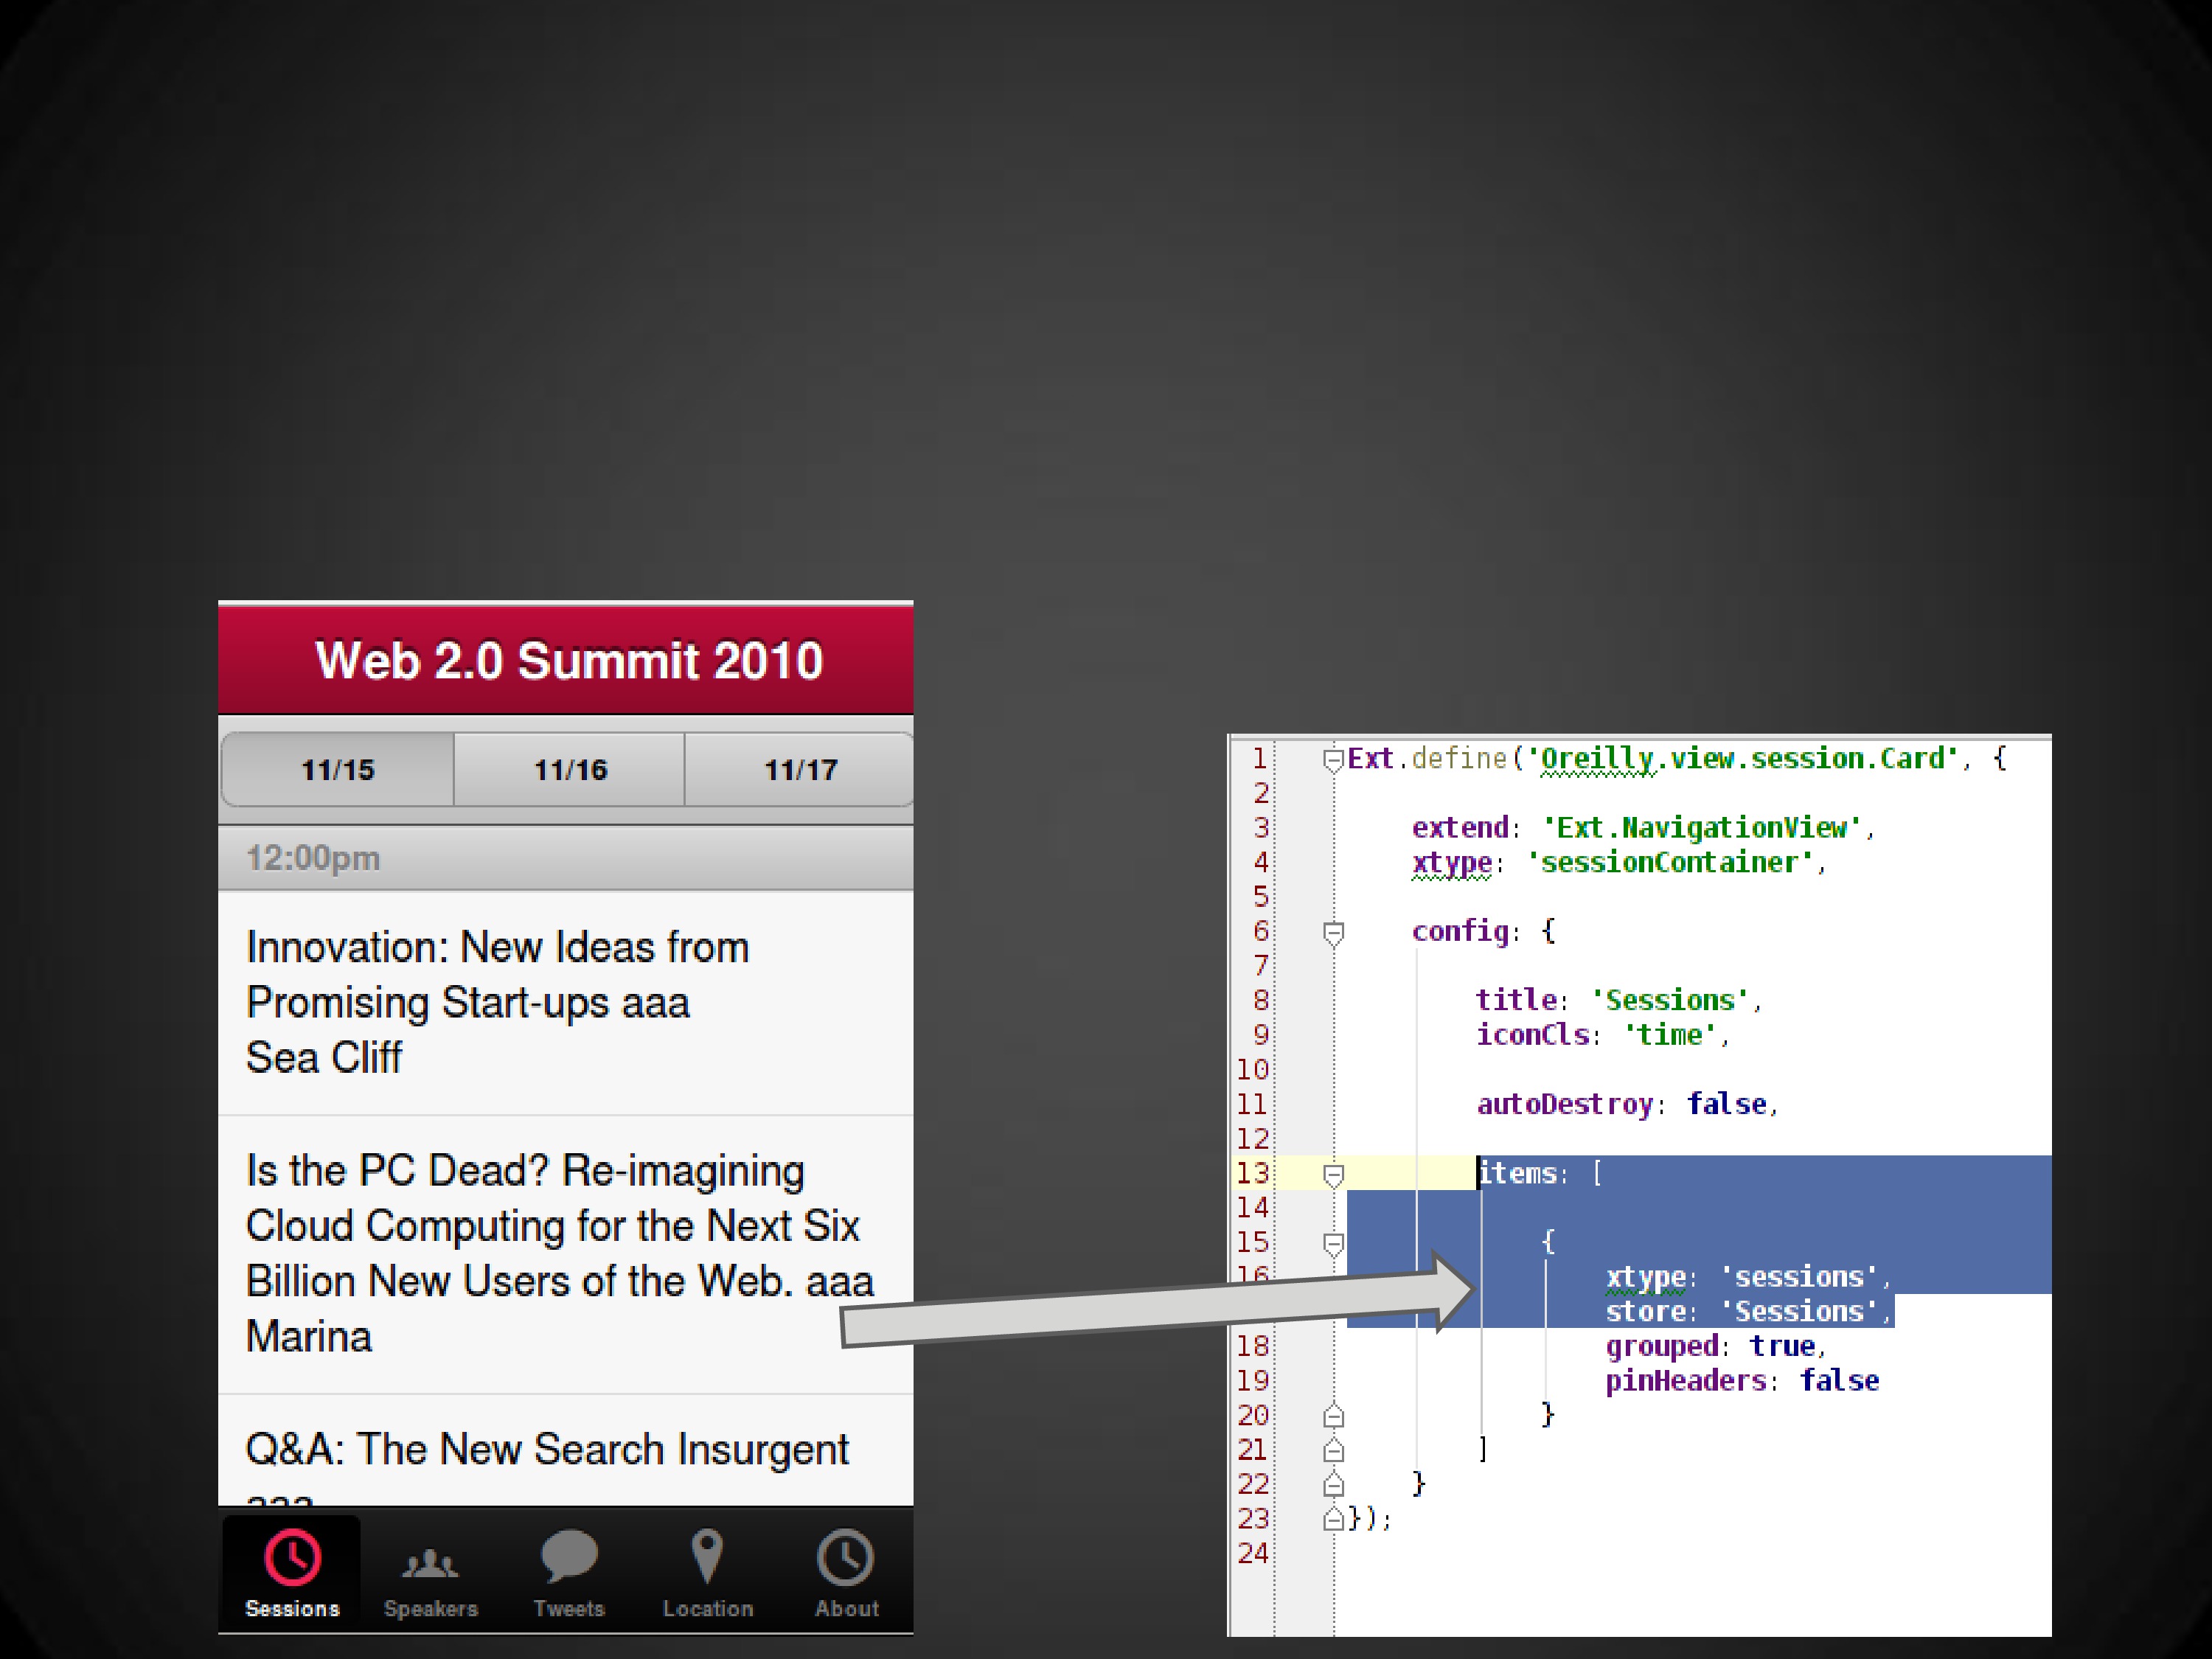 Web 2.0 Summit 2010
11/15 11/16 11/17
12:00pm
Innovation: New Ideas from
Promising Start-ups aaa
Sea Cliff
Is the PC Dead? Re-imagining
Cloud Computing for the Next Six
Billion New Users of the Web. aaa
Marina
Q&A: The New Search Insurgent
aaa
Sessions Speakers Tweets Location About
1 Ext.define('Oreilly.view.session.Card', {
2
3 extend: 'Ext.NavigationView',
4 xtype: 'sessionContainer',
5
6 config: {
7
8 title: 'Sessions',
9 iconCls: 'time',
10
11 autoDestroy: false,
12
13 items: [
14
15 {
16 xtype: 'sessions',
store: 'Sessions',
18 grouped: true,
19 pinHeaders: false
20 }
21 ]
22 }
23 });
24